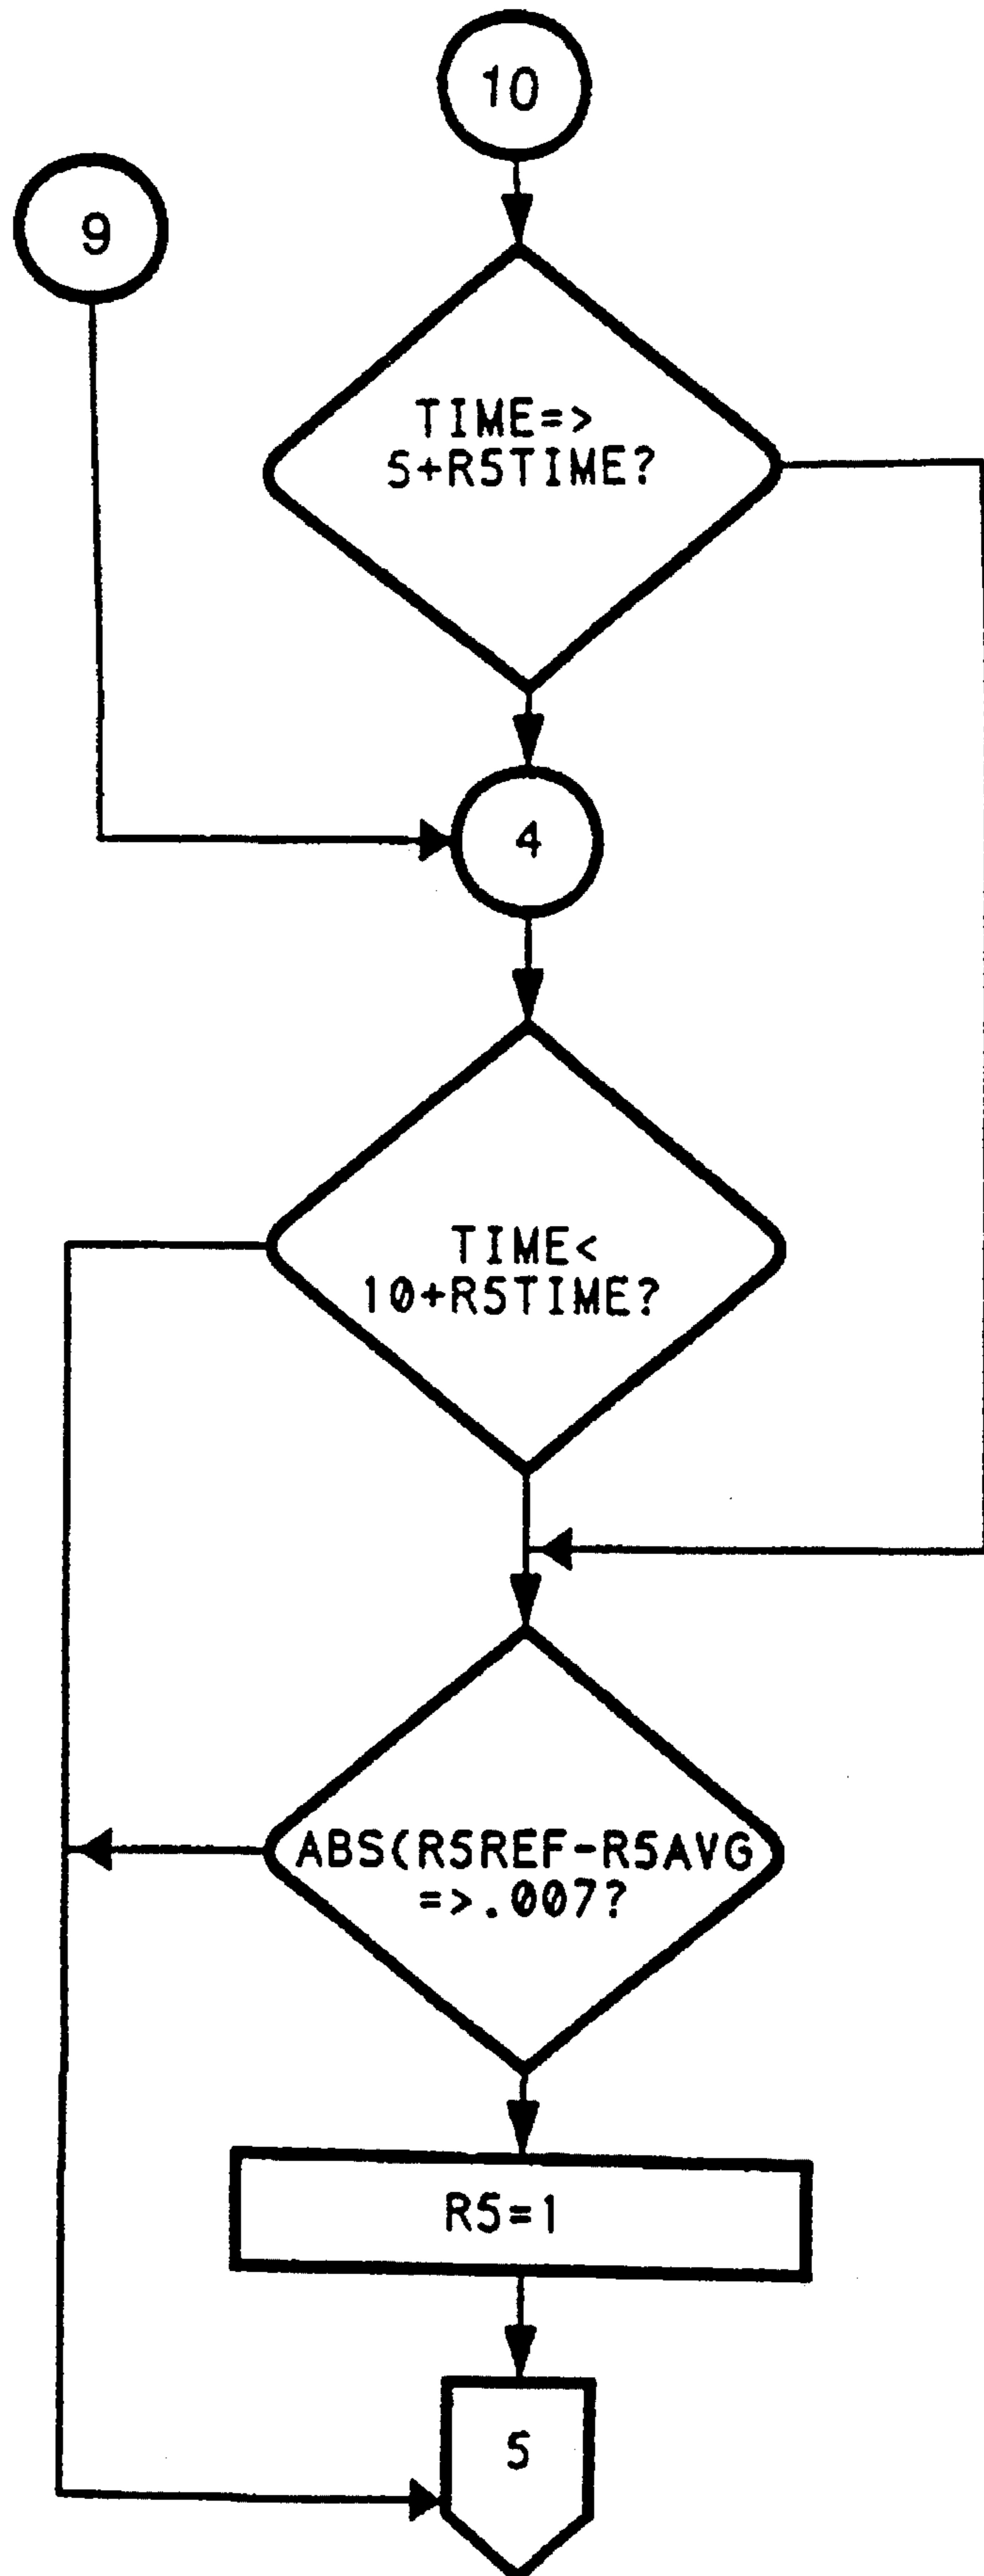 10
9
TIME=>
5+R5TIME?
4
TIME<
10+R5TIME?
ABS(R5REF-R5AVG
=>.007?
R5=1
5